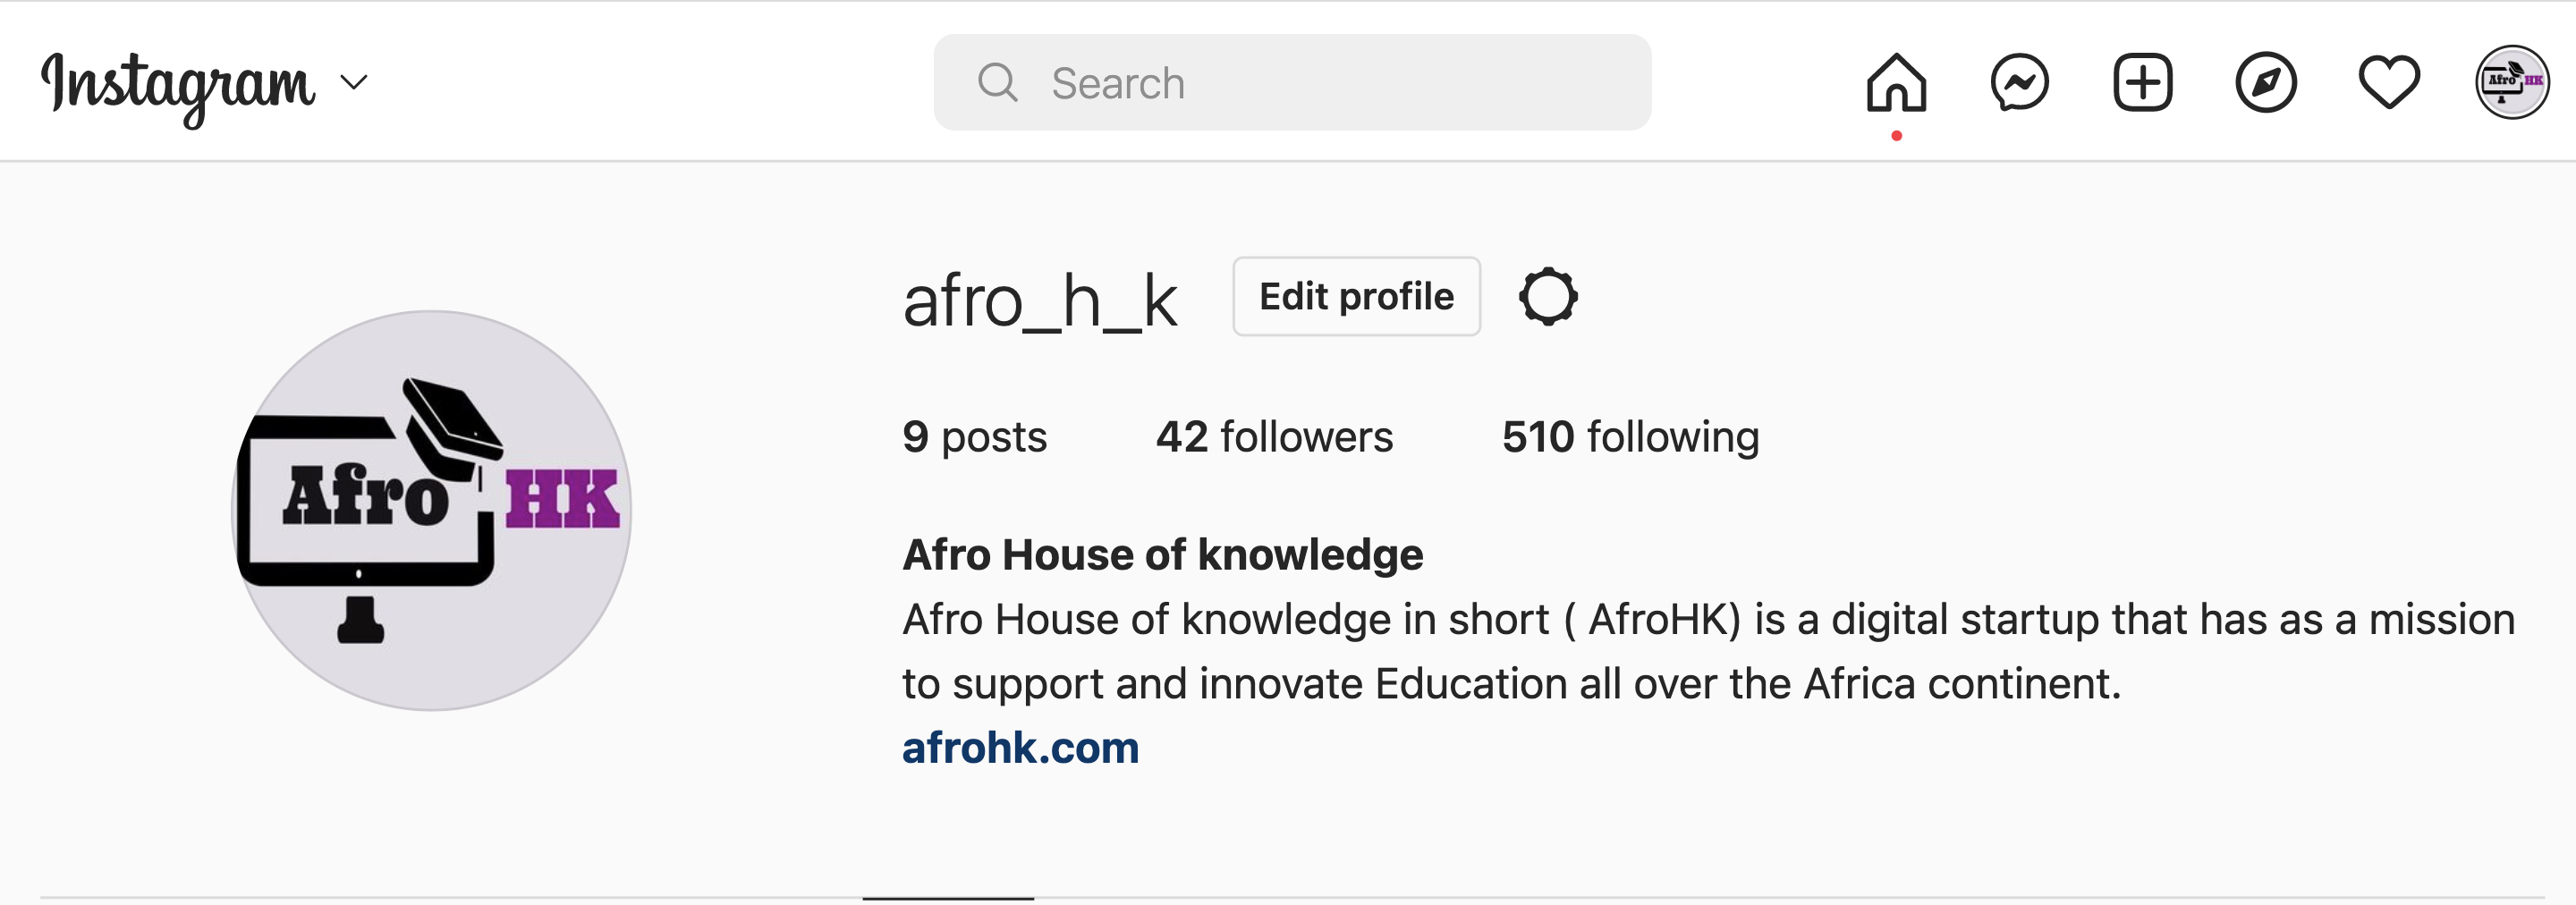 Instagram
Search
Afro HK
afro_h_k
Edit profile
Afro HK
9 posts
42 followers
510 following
Afro House of knowledge
Afro House of knowledge in short ( AfroHK) is a digital startup that has as a mission
to support and innovate Education all over the Africa continent.
afrohk.com